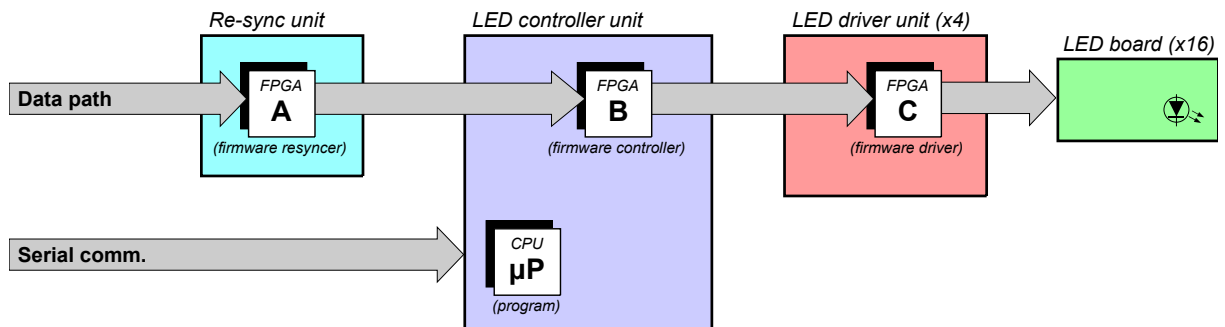 Re-sync unit
LED controller unit
LED driver unit (x4)
LED board (x16)
Data path
FPGA
A
(firmware resyncer)
FPGA
B
(firmware controller)
FPGA
C
(firmware driver)
Serial comm.
CPU
µP
(program)